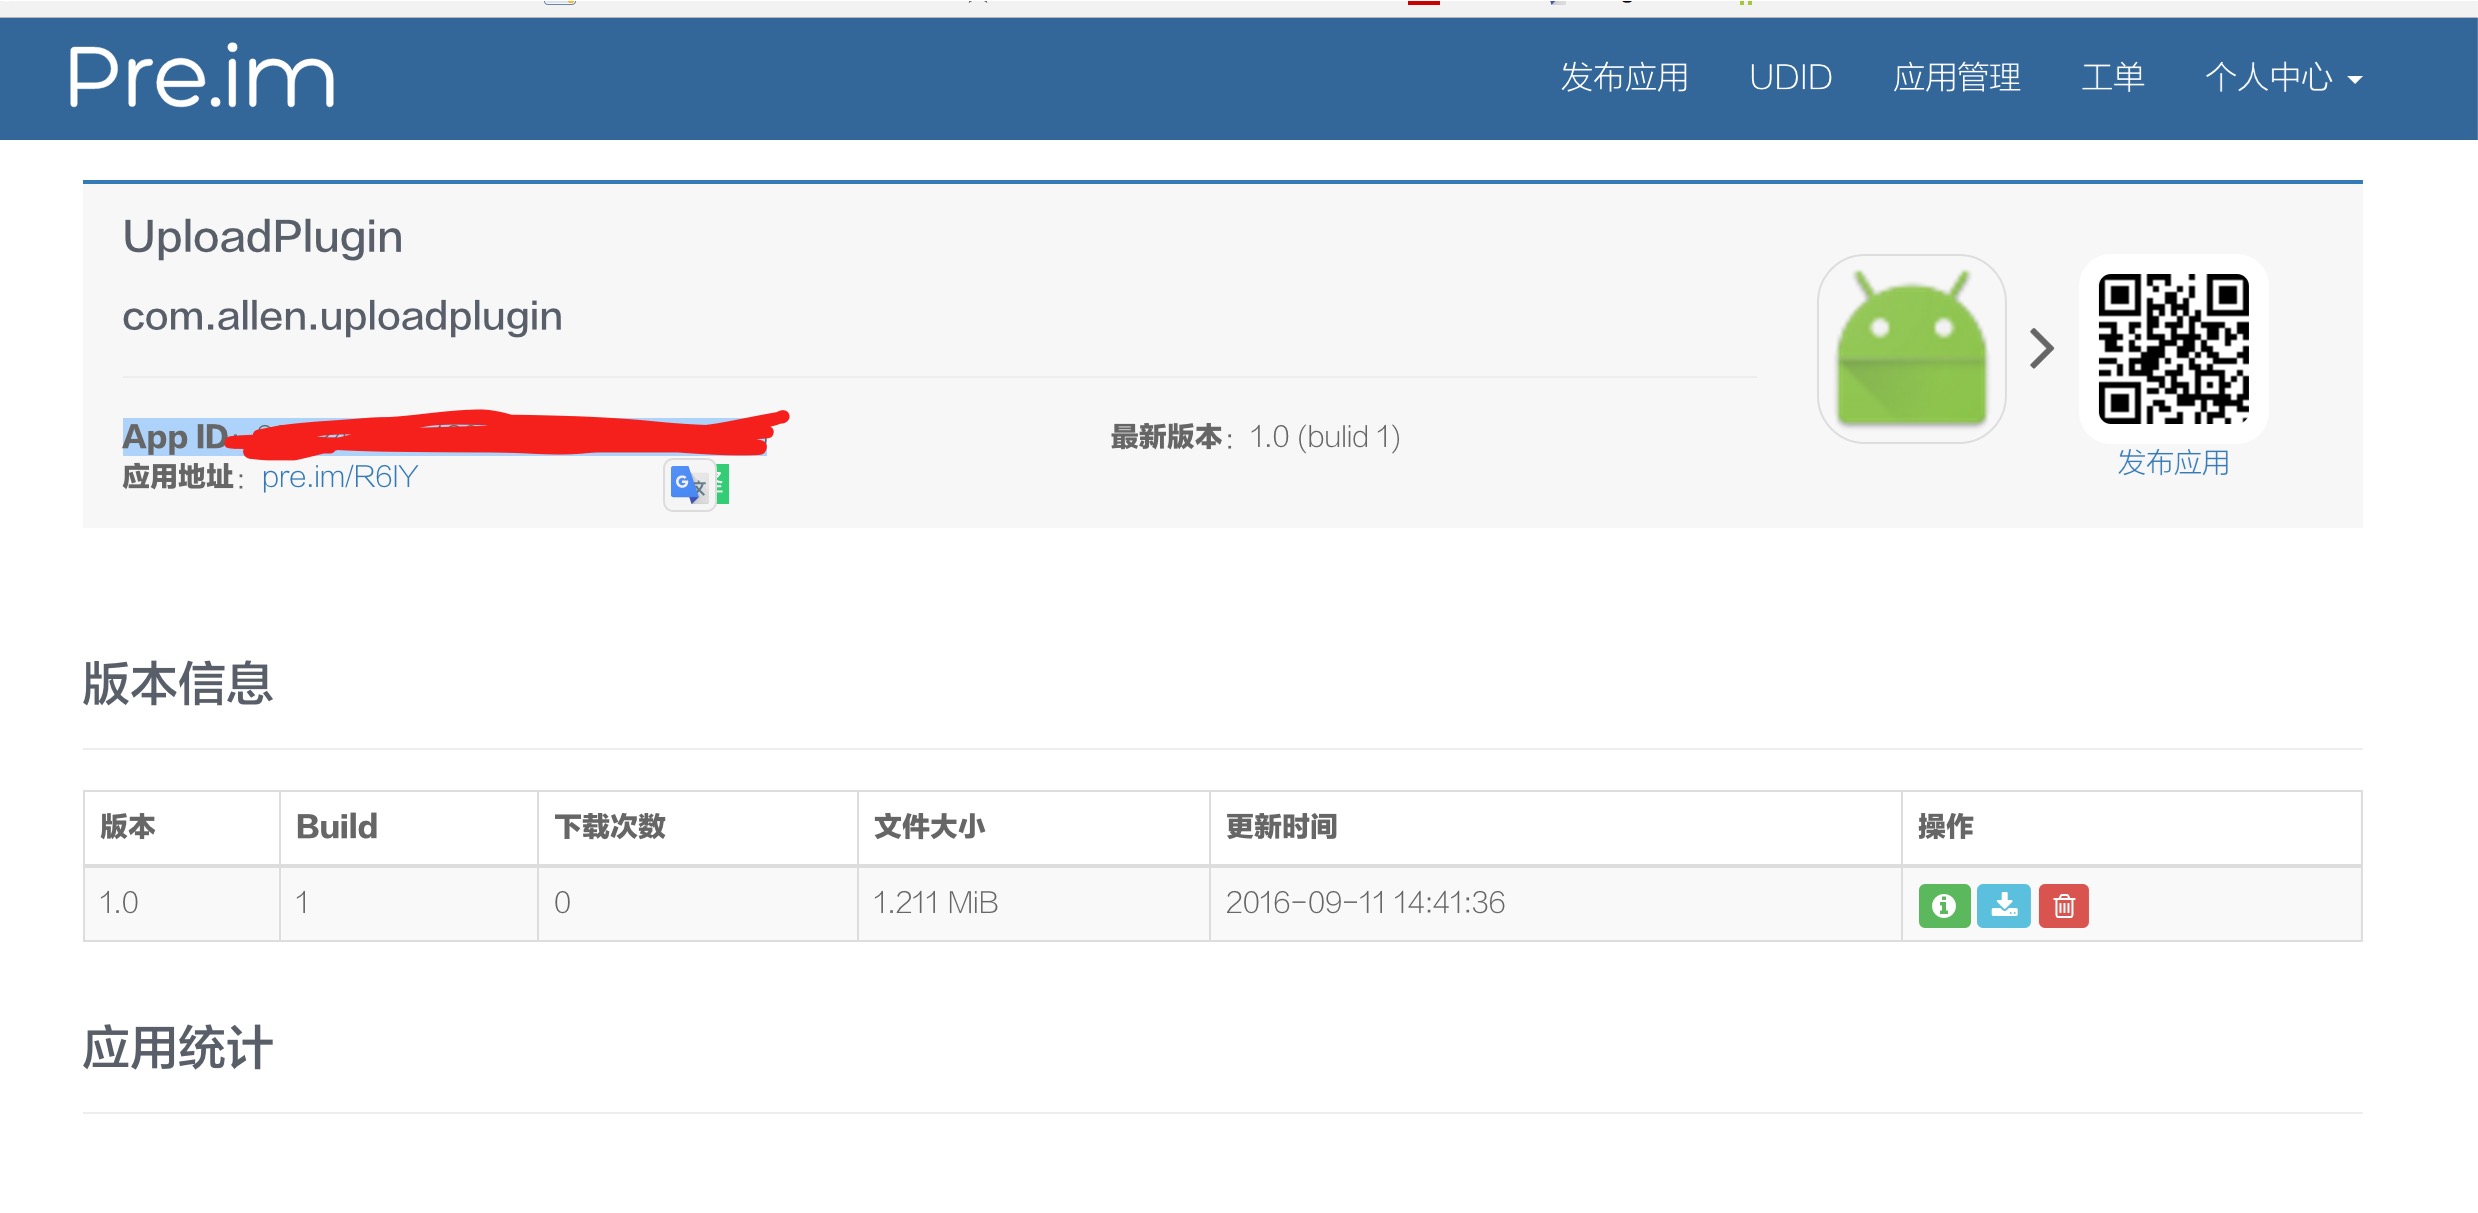 Pre.im
发布应用 UDID 应用管理 工单 个人中心
UploadPlugin
com.allen.uploadplugin
App ID
最新版本： 1.0 (bulid 1)
应用地址： pre.im/R6IY
发布应用
版本信息
版本 Build 下载次数 文件大小 更新时间 操作
1.0 1 0 1.211 MiB 2016-09-11 14:41:36
应用统计